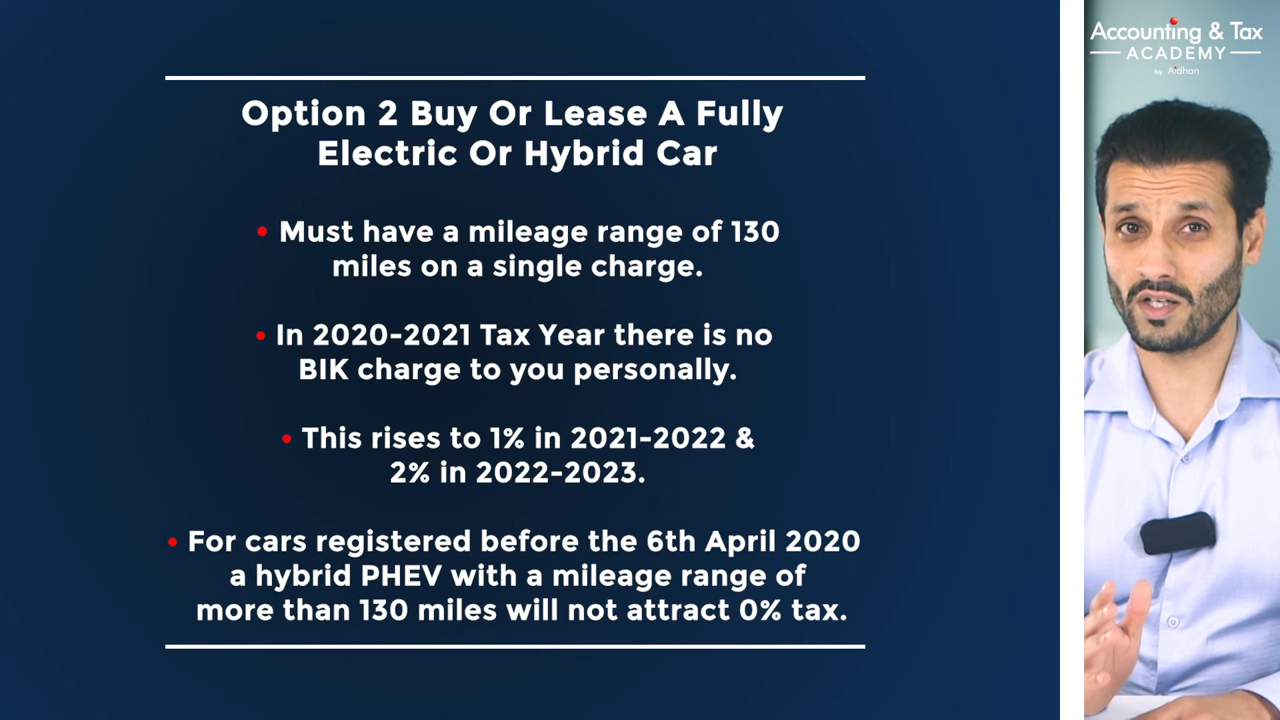 Option 2 Buy Or Lease A Fully
Electric Or Hybrid Car
• Must have a mileage range of 130
miles on a single charge.
• In 2020-2021 Tax Year there is no
BIK charge to you personally.
• This rises to 1% in 2021-2022 &
2% in 2022-2023.
• For cars registered before the 6th April 2020
a hybrid PHEV with a mileage range of
more than 130 miles will not attract 0% tax.
Accounting & Tax
ACADEMY
by Aidhan